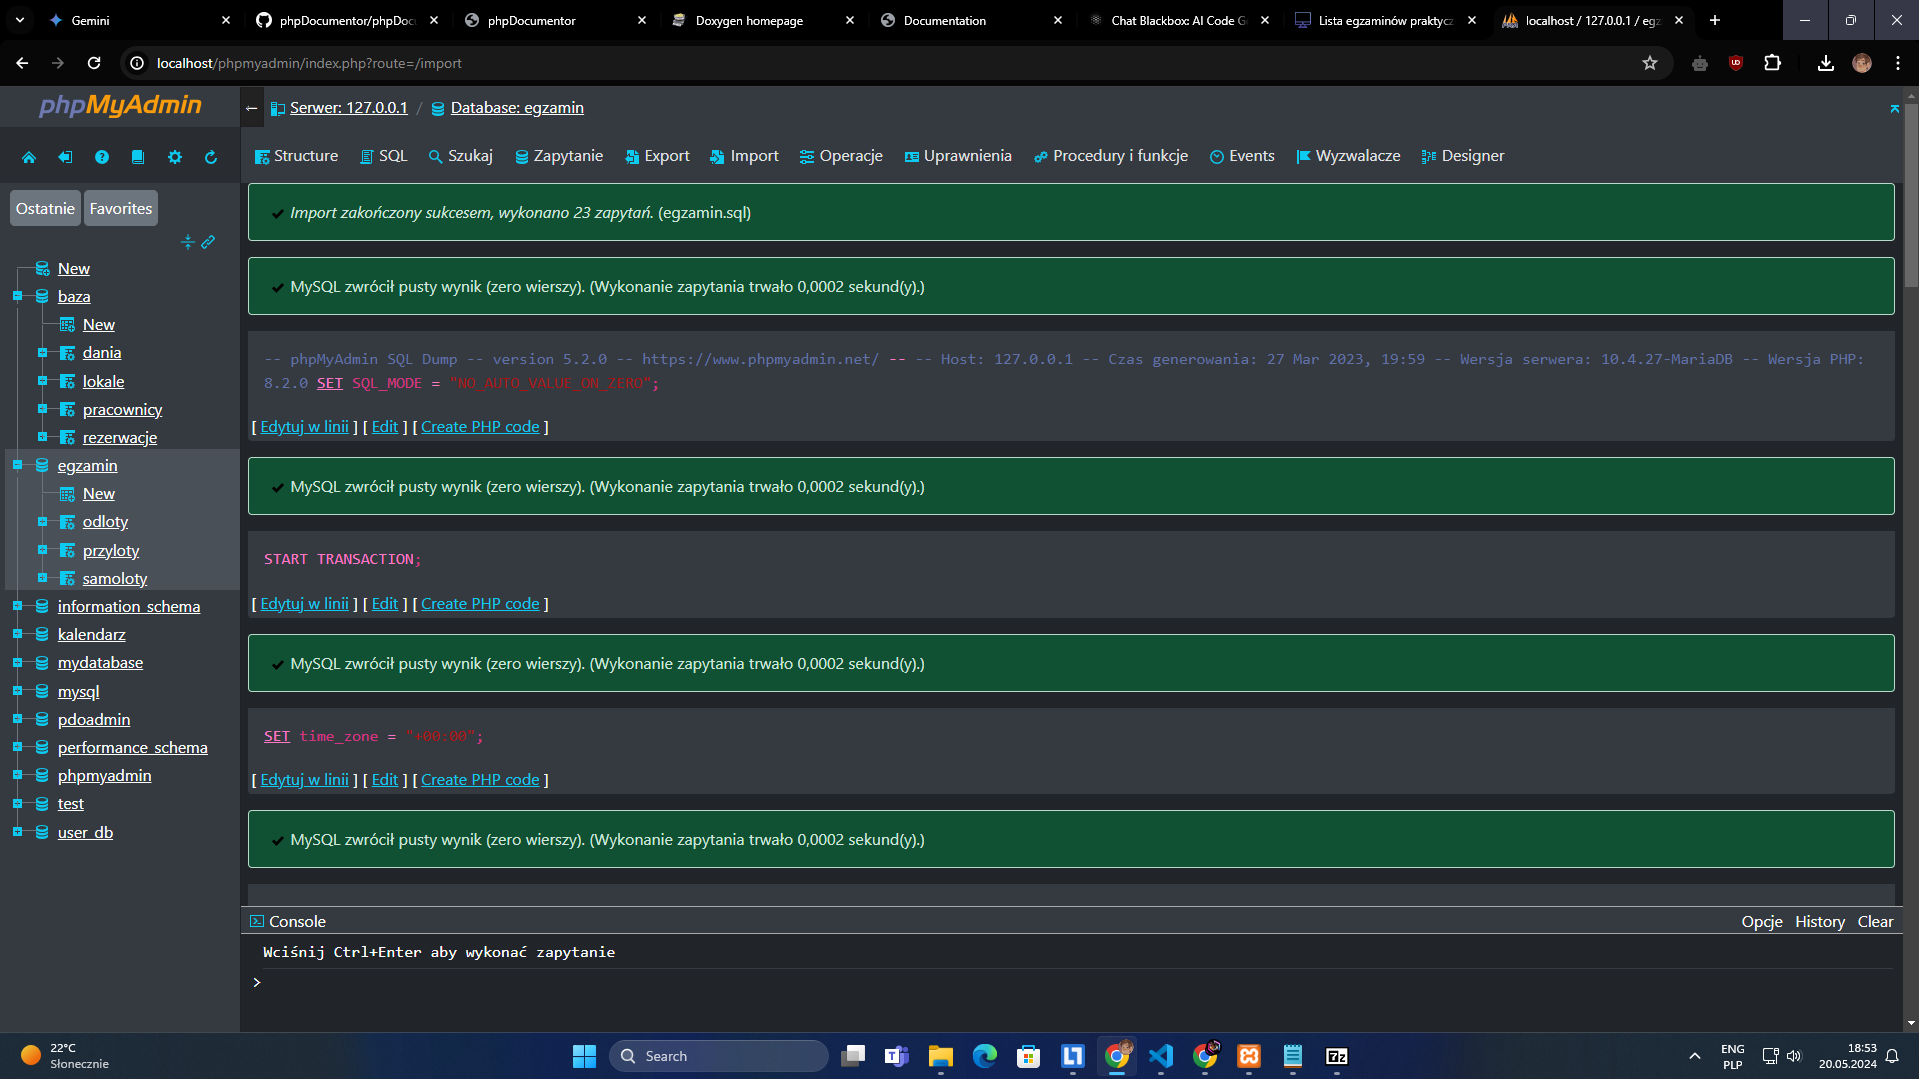 Gemini
phpDocumentor/phpDoc
phpDocumentor
Doxygen homepage
Documentation
Chat Blackbox: AI Code G
Lista egzaminów praktycz
localhost / 127.0.0.1 / egz
localhost/phpmyadmin/index.php?route=/import
phpMyAdmin
Serwer: 127.0.0.1 / Database: egzamin
Structure SQL Szukaj Zapytanie Export Import Operacje Uprawnienia Procedury i funkcje Events Wyzwalacze Designer
Ostatnie Favorites
New
baza
New
dania
lokale
pracownicy
rezerwacje
egzamin
New
odloty
przyloty
samoloty
information_schema
kalendarz
mydatabase
mysql
pdoadmin
performance_schema
phpmyadmin
test
user_db
Import zakończony sukcesem, wykonano 23 zapytań. (egzamin.sql)
MySQL zwrócił pusty wynik (zero wierszy). (Wykonanie zapytania trwało 0,0002 sekund(y).)
-- phpMyAdmin SQL Dump -- version 5.2.0 -- https://www.phpmyadmin.net/ -- -- Host: 127.0.0.1 -- Czas generowania: 27 Mar 2023, 19:59 -- Wersja serwera: 10.4.27-MariaDB -- Wersja PHP:
8.2.0 SET SQL_MODE = "NO_AUTO_VALUE_ON_ZERO";
[ Edytuj w linii ] [ Edit ] [ Create PHP code ]
MySQL zwrócił pusty wynik (zero wierszy). (Wykonanie zapytania trwało 0,0002 sekund(y).)
START TRANSACTION;
[ Edytuj w linii ] [ Edit ] [ Create PHP code ]
MySQL zwrócił pusty wynik (zero wierszy). (Wykonanie zapytania trwało 0,0002 sekund(y).)
SET time_zone = "+00:00";
[ Edytuj w linii ] [ Edit ] [ Create PHP code ]
MySQL zwrócił pusty wynik (zero wierszy). (Wykonanie zapytania trwało 0,0002 sekund(y).)
Console
Opcje History Clear
Wciśnij Ctrl+Enter aby wykonać zapytanie
>
22°C
Słonecznie
Search
ENG
PLP
18:53
20.05.2024